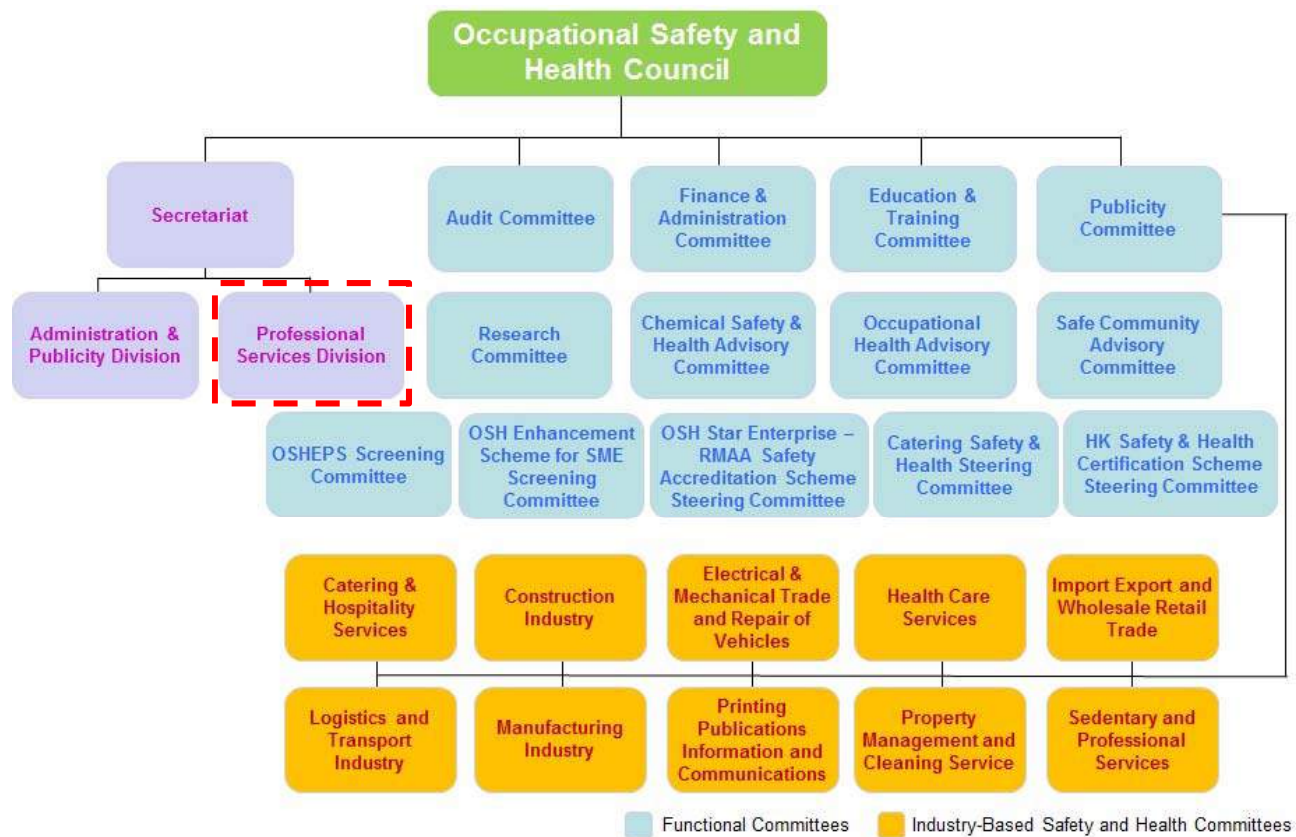 Occupational Safety and
Health Council
Secretariat
Audit Committee
Finance &
Administration
Committee
Education &
Training
Committee
Publicity
Committee
Administration &
Publicity Division
Professional
Services Division
Research
Committee
Chemical Safety &
Health Advisory
Committee
Occupational
Health Advisory
Committee
Safe Community
Advisory
Committee
OSHEPS Screening
Committee
OSH Enhancement
Scheme for SME
Screening
Committee
OSH Star Enterprise –
RMAA Safety
Accreditation Scheme
Steering Committee
Catering Safety &
Health Steering
Committee
HK Safety & Health
Certification Scheme
Steering Committee
Catering &
Hospitality
Services
Construction
Industry
Electrical &
Mechanical Trade
and Repair of
Vehicles
Health Care
Services
Import Export and
Wholesale Retail
Trade
Logistics and
Transport
Industry
Manufacturing
Industry
Printing
Publications
Information and
Communications
Property
Management and
Cleaning Service
Sedentary and
Professional
Services
Functional Committees
Industry-Based Safety and Health Committees